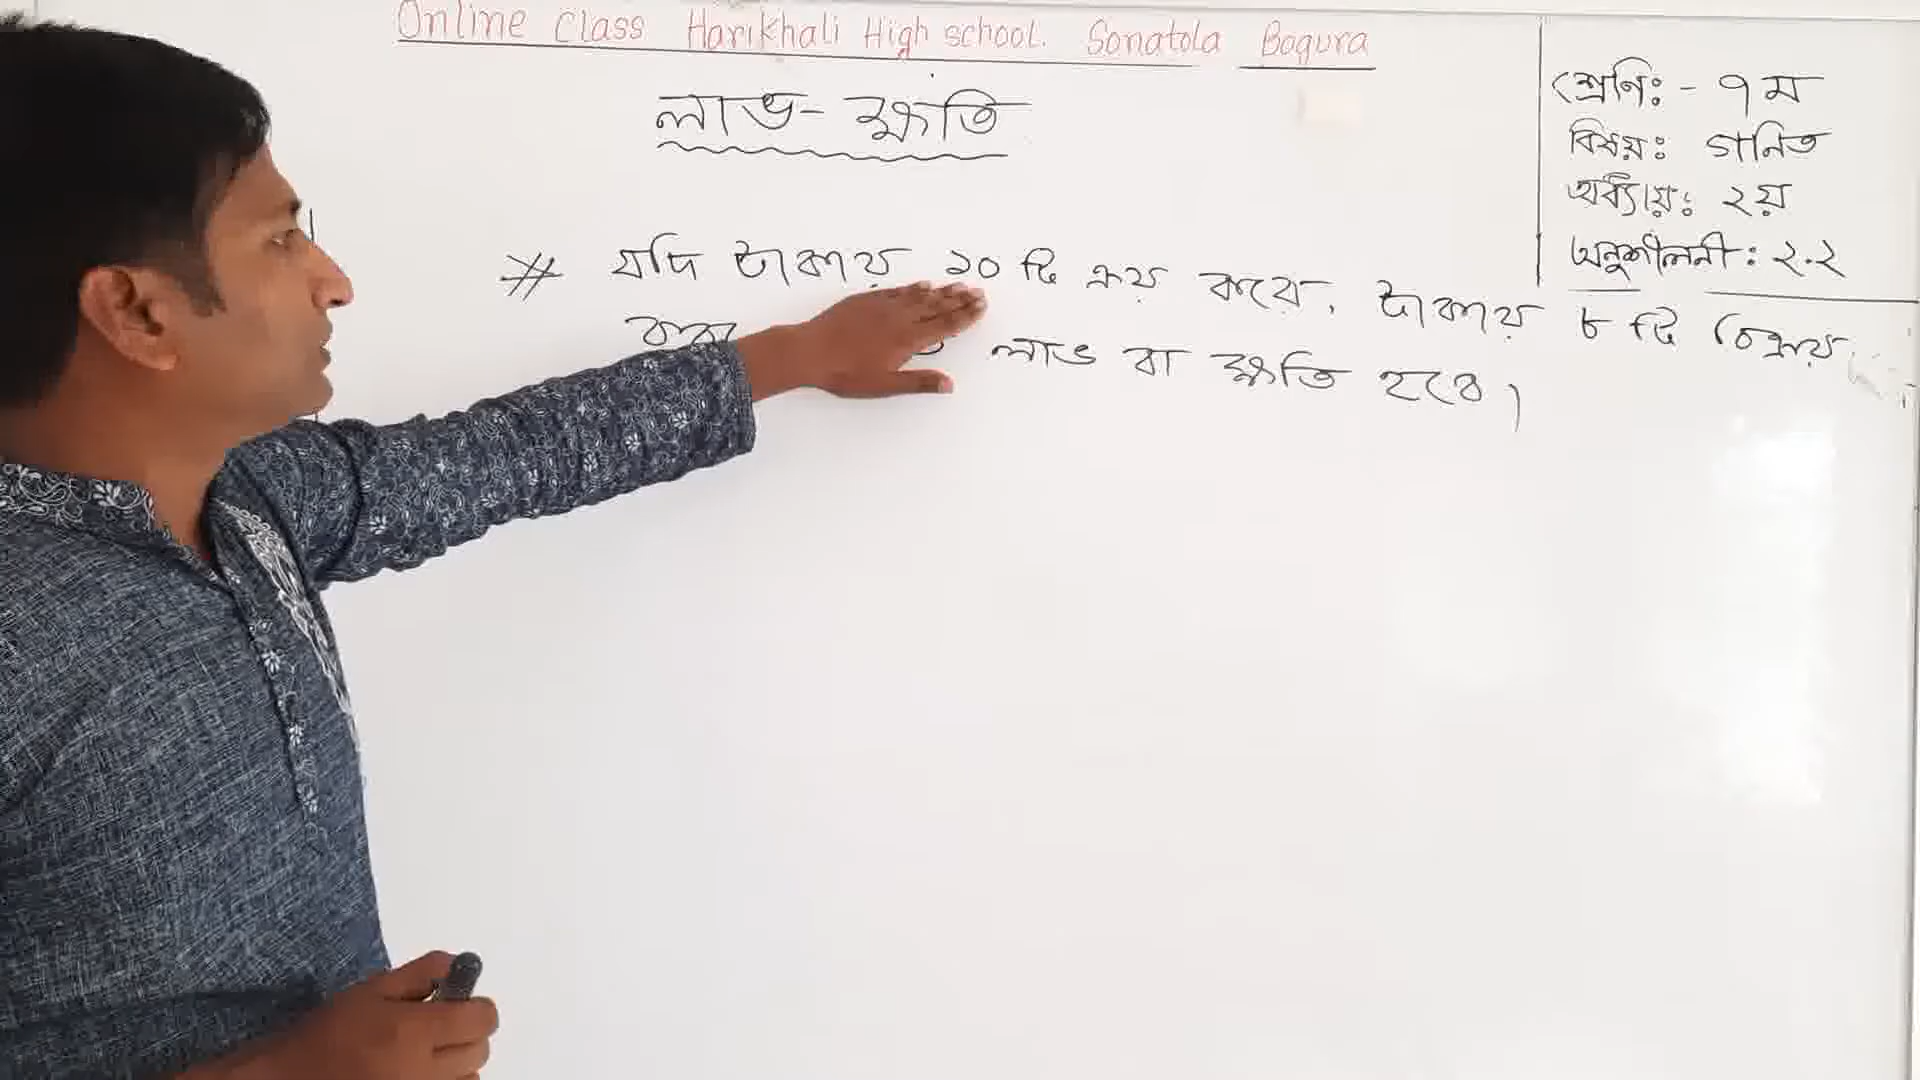 Online Class Harikhali High school. Sonatola Bogura
লাভ - ক্ষতি
শ্রেণিঃ - ৭ম
বিষয়ঃ গনিত
অধ্যায়ঃ ২য়
অনুশীলনী: ২.২
# যদি টাকায় ১০ টি ক্রয় করে, টাকায় ৮ টি বিক্রয়
লাভ বা ক্ষতি হবে।